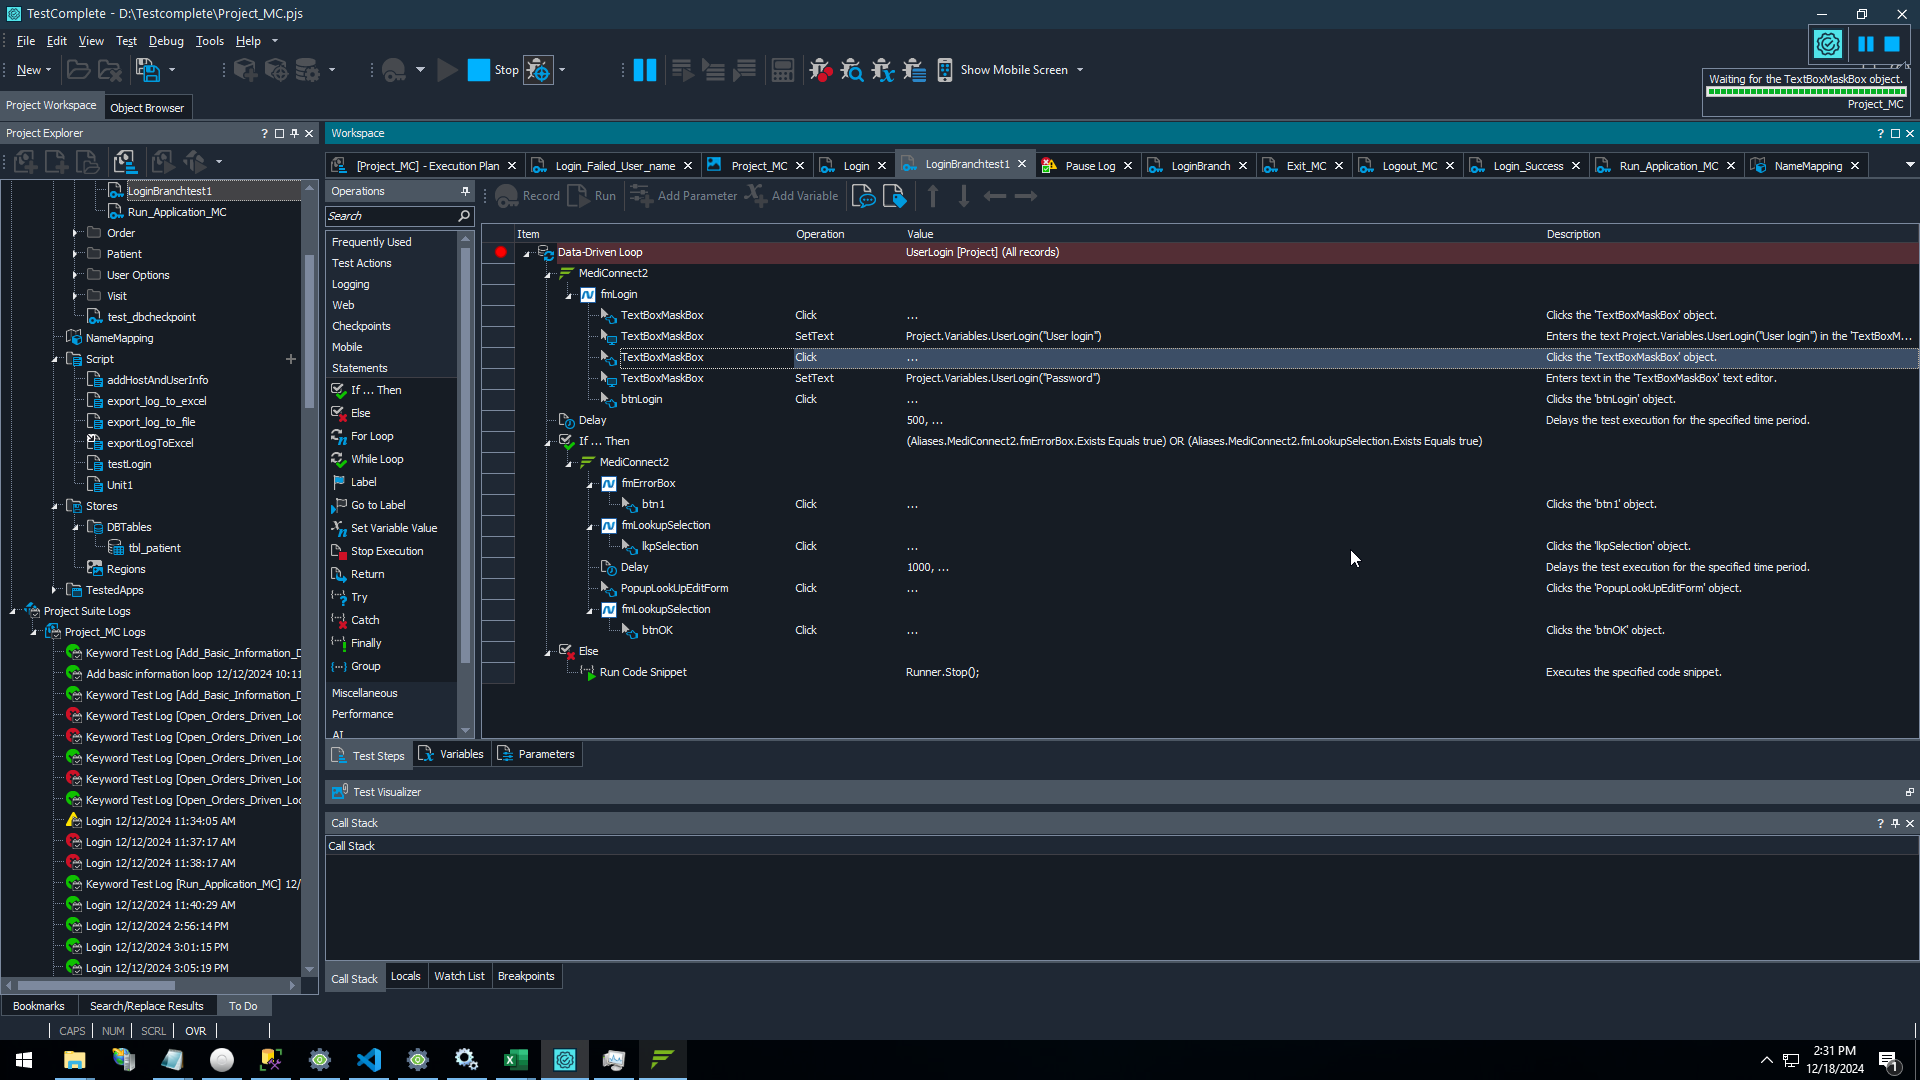 TestComplete - D:\Testcomplete\Project_MC.pjs
File Edit View Test Debug Tools Help
New Stop Show Mobile Screen
Waiting for the TextBoxMaskBox object.
Project_MC
Project Workspace Object Browser
Project Explorer
LoginBranchtest1
Run_Application_MC
Order
Patient
User Options
Visit
test_dbcheckpoint
NameMapping
Script
addHostAndUserInfo
export_log_to_excel
export_log_to_file
exportLogToExcel
testLogin
Unit1
Stores
DBTables
tbl_patient
Regions
TestedApps
Project Suite Logs
Project_MC Logs
Keyword Test Log [Add_Basic_Information_D
Add basic information loop 12/12/2024 10:11
Keyword Test Log [Add_Basic_Information_D
Keyword Test Log [Open_Orders_Driven_Loo
Keyword Test Log [Open_Orders_Driven_Loo
Keyword Test Log [Open_Orders_Driven_Loo
Keyword Test Log [Open_Orders_Driven_Loo
Keyword Test Log [Open_Orders_Driven_Loo
Login 12/12/2024 11:34:05 AM
Login 12/12/2024 11:37:17 AM
Login 12/12/2024 11:38:17 AM
Keyword Test Log [Run_Application_MC] 12/
Login 12/12/2024 11:40:29 AM
Login 12/12/2024 2:56:14 PM
Login 12/12/2024 3:01:15 PM
Login 12/12/2024 3:05:19 PM
Bookmarks Search/Replace Results To Do
Workspace
[Project_MC] - Execution Plan Login_Failed_User_name Project_MC Login LoginBranchtest1 Pause Log LoginBranch Exit_MC Logout_MC Login_Success Run_Application_MC NameMapping
Operations
Search
Frequently Used
Test Actions
Logging
Web
Checkpoints
Mobile
Statements
If ... Then
Else
For Loop
While Loop
Label
Go to Label
Set Variable Value
Stop Execution
Return
Try
Catch
Finally
Group
Miscellaneous
Performance
AI
Record Run Add Parameter Add Variable
Item Operation Value Description
Data-Driven Loop UserLogin [Project] (All records)
MediConnect2
fmLogin
TextBoxMaskBox Click ... Clicks the 'TextBoxMaskBox' object.
TextBoxMaskBox SetText Project.Variables.UserLogin("User login") Enters the text Project.Variables.UserLogin("User login") in the 'TextBoxM...
TextBoxMaskBox Click ... Clicks the 'TextBoxMaskBox' object.
TextBoxMaskBox SetText Project.Variables.UserLogin("Password") Enters text in the 'TextBoxMaskBox' text editor.
btnLogin Click ... Clicks the 'btnLogin' object.
Delay 500, ... Delays the test execution for the specified time period.
If ... Then (Aliases.MediConnect2.fmErrorBox.Exists Equals true) OR (Aliases.MediConnect2.fmLookupSelection.Exists Equals true)
MediConnect2
fmErrorBox
btn1 Click ... Clicks the 'btn1' object.
fmLookupSelection
lkpSelection Click ... Clicks the 'lkpSelection' object.
Delay 1000, ... Delays the test execution for the specified time period.
PopupLookUpEditForm Click ... Clicks the 'PopupLookUpEditForm' object.
fmLookupSelection
btnOK Click ... Clicks the 'btnOK' object.
Else
Run Code Snippet Runner.Stop(); Executes the specified code snippet.
Test Steps Variables Parameters
Test Visualizer
Call Stack
Call Stack
Call Stack Locals Watch List Breakpoints
CAPS NUM SCRL OVR
2:31 PM
12/18/2024
1